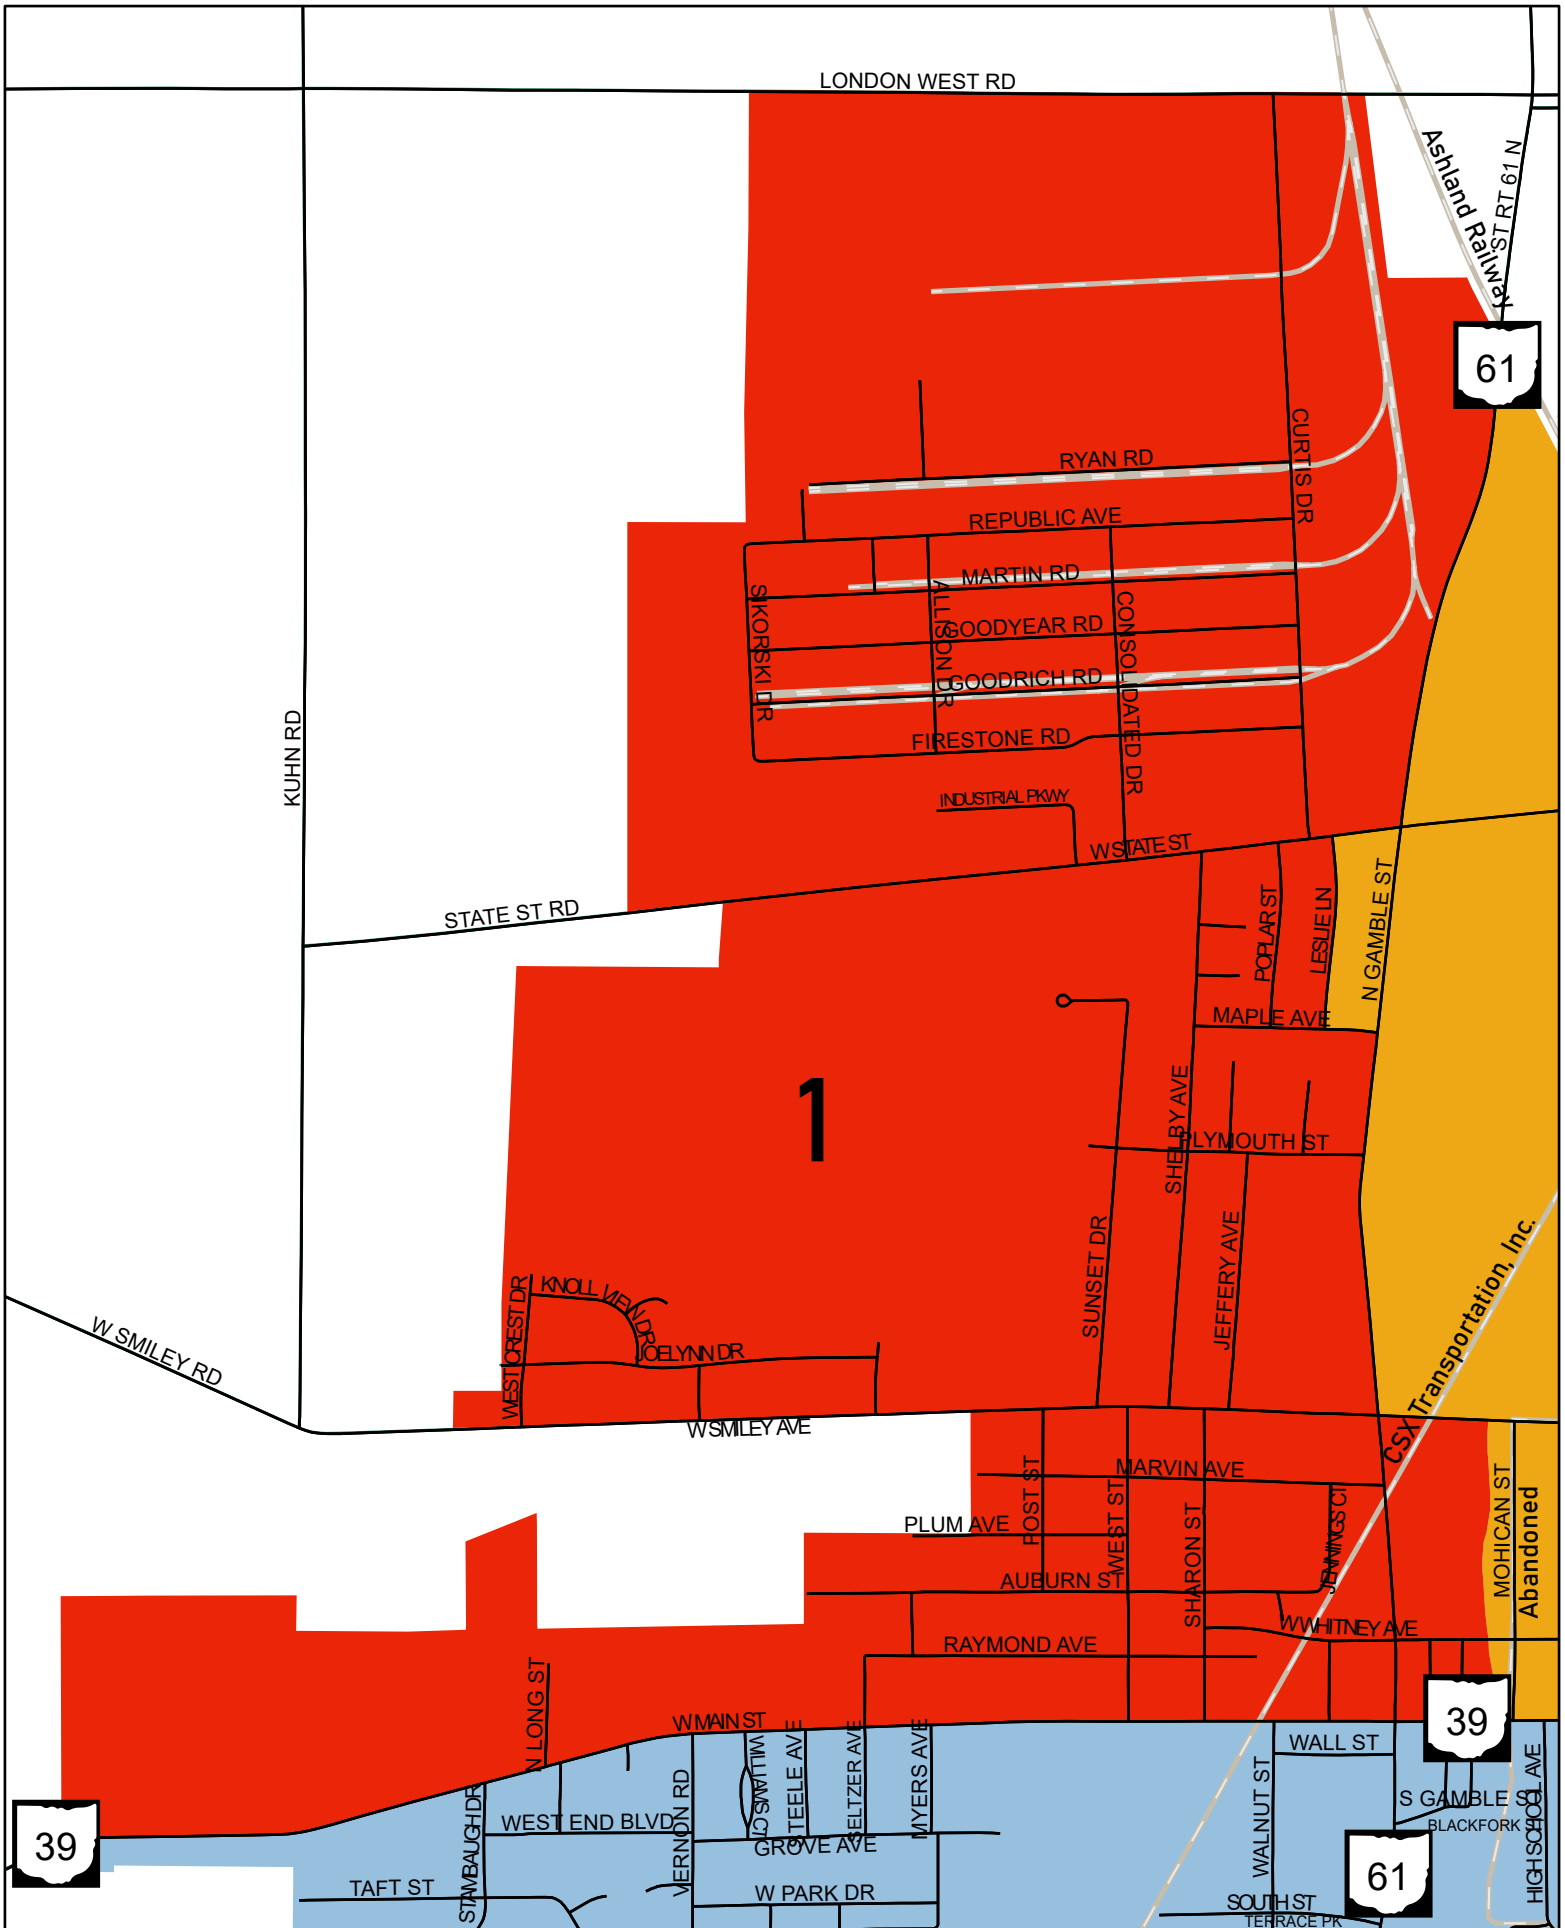 LONDON WEST RD
Ashland Railway
ST RT 61 N
61
CURTIS DR
RYAN RD
REPUBLIC AVE
MARTIN RD
SIKORSKI DR
ALLISON DR
GOODYEAR RD
CONSOLIDATED DR
GOODRICH RD
KUHN RD
FIRESTONE RD
INDUSTRIAL PKWY
W STATE ST
STATE ST RD
POPLAR ST
LESLIE LN
N GAMBLE ST
MAPLE AVE
1
SHELBY AVE
PLYMOUTH ST
SUNSET DR
JEFFERY AVE
CSX Transportation, Inc.
WESTCREST DR
KNOLL VIEW DR
JOELYNN DR
W SMILEY RD
W SMILEY AVE
POST ST
MARVIN AVE
WEST ST
SHARON ST
JENNINGS CT
MOHICAN ST
Abandoned
PLUM AVE
AUBURN ST
W WHITNEY AVE
RAYMOND AVE
N LONG ST
W MAIN ST
39
WILLIAMS CT
STEELE AVE
SELTZER AVE
MYERS AVE
WALL ST
WALNUT ST
S GAMBLE ST
HIGH SCHOOL AVE
BLACKFORK ST
39
STAMBAUGH DR
WEST END BLVD
VERNON RD
GROVE AVE
61
TAFT ST
W PARK DR
SOUTH ST
TERRACE PK